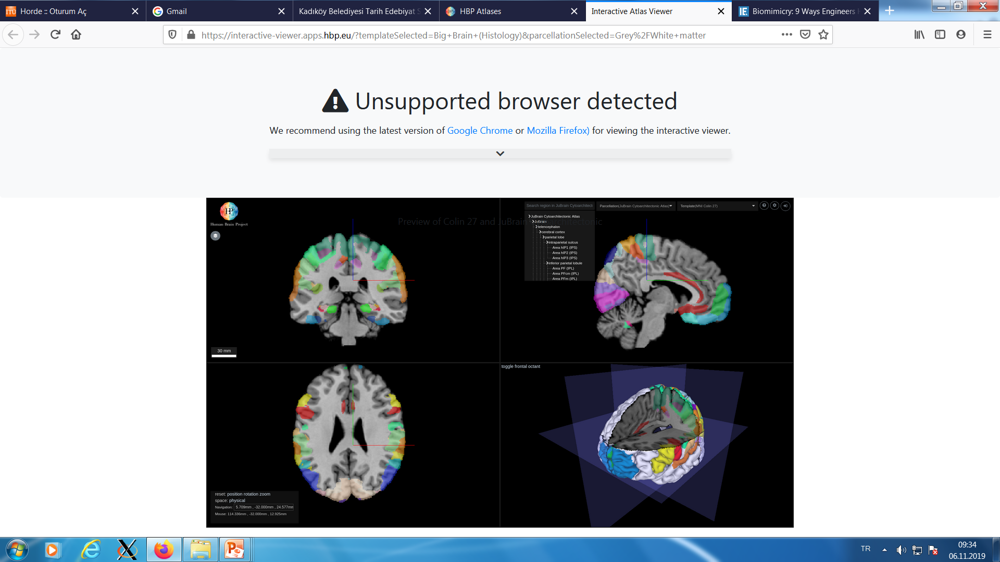 Horde :: Oturum Aç
Gmail
Kadıköy Belediyesi Tarih Edebiyat S
HBP Atlases
Interactive Atlas Viewer
Biomimicry: 9 Ways Engineers
https://interactive-viewer.apps.hbp.eu/?templateSelected=Big+Brain+(Histology)&parcellationSelected=Grey%2FWhite+matter
Unsupported browser detected
We recommend using the latest version of Google Chrome or Mozilla Firefox) for viewing the interactive viewer.
Human Brain Project
Preview of Colin 27 and JuBrain Cytoarchitectonic
Search region in JuBrain Cytoarchitect
Parcellation(JuBrain Cytoarchitectonic Atlas)
Template(MNI Colin 27)
JuBrain Cytoarchitectonic Atlas
JuBrain
telencephalon
cerebral cortex
parietal lobe
intraparietal sulcus
Area hIP1 (IPS)
Area hIP2 (IPS)
Area hIP3 (IPS)
inferior parietal lobule
Area PF (IPL)
Area PFcm (IPL)
Area PFm (IPL)
30 mm
toggle frontal octant
reset: position rotation zoom
space: physical
Navigation: 5.709mm , -32.000mm , 24.577mm
Mouse: 114.336mm , -32.000mm , 12.925mm
TR
09:34
06.11.2019